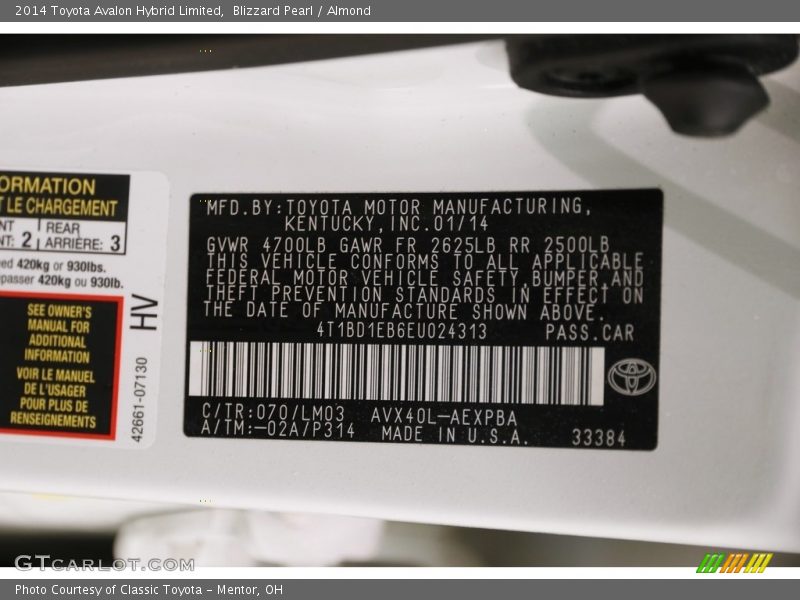 2014 Toyota Avalon Hybrid Limited,  Blizzard Pearl / Almond
ORMATION
T LE CHARGEMENT
NT
NT: 2
REAR
ARRIÈRE: 3
ed 420kg or 930lbs.
epasser 420kg ou 930lb.
SEE OWNER'S
MANUAL FOR
ADDITIONAL
INFORMATION
VOIR LE MANUEL
DE L'USAGER
POUR PLUS DE
RENSEIGNEMENTS
HV
42661-07130
MFD.BY:TOYOTA MOTOR MANUFACTURING,
KENTUCKY,INC.01/14
GVWR 4700LB GAWR FR 2625LB RR 2500LB
THIS VEHICLE CONFORMS TO ALL APPLICABLE
FEDERAL MOTOR VEHICLE SAFETY,BUMPER,AND
THEFT PREVENTION STANDARDS IN EFFECT ON
THE DATE OF MANUFACTURE SHOWN ABOVE.
4T1BD1EB6EU024313 PASS.CAR
C/TR:070/LM03 AVX40L-AEXPBA
A/TM:-02A/P314 MADE IN U.S.A. 33384
GTCARLOT.COM
Photo Courtesy of Classic Toyota - Mentor, OH